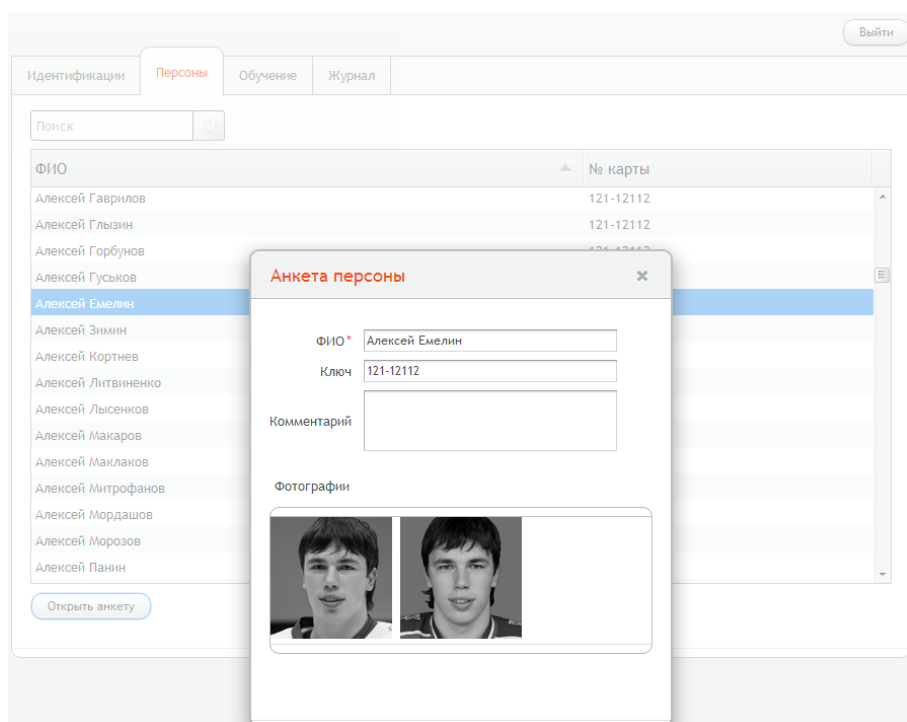 Выйти
Идентификации
Персоны
Обучение
Журнал
Поиск
ФИО
№ карты
Алексей Гаврилов
121-12112
Алексей Глызин
121-12112
Алексей Горбунов
121-12112
Алексей Гуськов
Алексей Емелин
Алексей Зимин
Алексей Кортнев
Алексей Литвиненко
Алексей Лысенков
Алексей Макаров
Алексей Маклаков
Алексей Митрофанов
Алексей Мордашов
Алексей Морозов
Алексей Панин
Открыть анкету
Анкета персоны
ФИО* Алексей Емелин
Ключ 121-12112
Комментарий
Фотографии